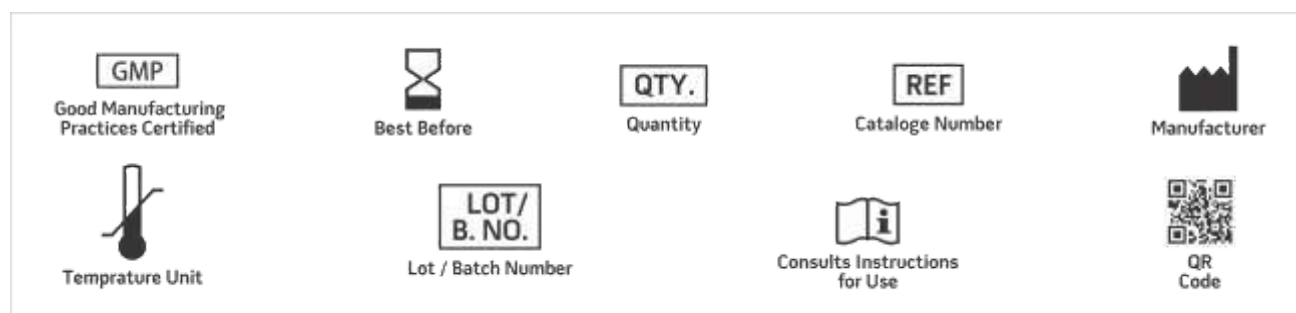 GMP
Good Manufacturing
Practices Certified
Best Before
QTY.
Quantity
REF
Cataloge Number
Manufacturer
Temprature Unit
LOT/
B. NO.
Lot / Batch Number
i
Consults Instructions
for Use
QR
Code